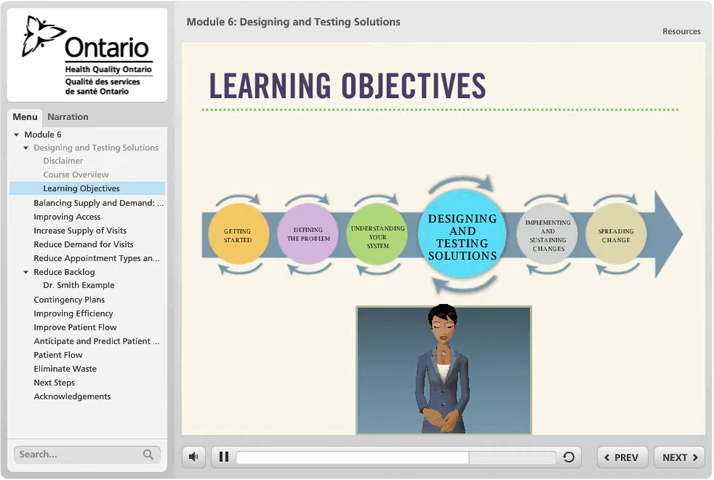 Ontario
Health Quality Ontario
Qualité des services
de santé Ontario
Module 6: Designing and Testing Solutions
Resources
Menu
Narration
Module 6
Designing and Testing Solutions
Disclaimer
Course Overview
Learning Objectives
Balancing Supply and Demand: ...
Improving Access
Increase Supply of Visits
Reduce Demand for Visits
Reduce Appointment Types an...
Reduce Backlog
Dr. Smith Example
Contingency Plans
Improving Efficiency
Improve Patient Flow
Anticipate and Predict Patient ...
Patient Flow
Eliminate Waste
Next Steps
Acknowledgements
Search...
LEARNING OBJECTIVES
GETTING
STARTED
DEFINING
THE PROBLEM
UNDERSTANDING
YOUR
SYSTEM
DESIGNING
AND
TESTING
SOLUTIONS
IMPLEMENTING
AND
SUSTAINING
CHANGES
SPREADING
CHANGE
PREV
NEXT